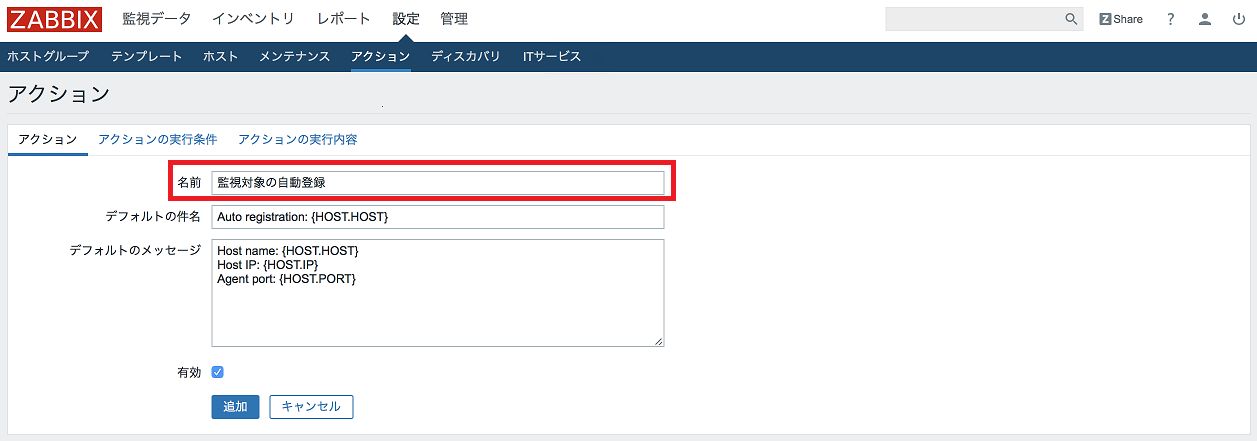 ZABBIX 監視データ インベントリ レポート 設定 管理 Z Share ?
ホストグループ テンプレート ホスト メンテナンス アクション ディスカバリ ITサービス
アクション
アクション アクションの実行条件 アクションの実行内容
名前 監視対象の自動登録
デフォルトの件名 Auto registration: {HOST.HOST}
デフォルトのメッセージ Host name: {HOST.HOST}
Host IP: {HOST.IP}
Agent port: {HOST.PORT}
有効
追加 キャンセル